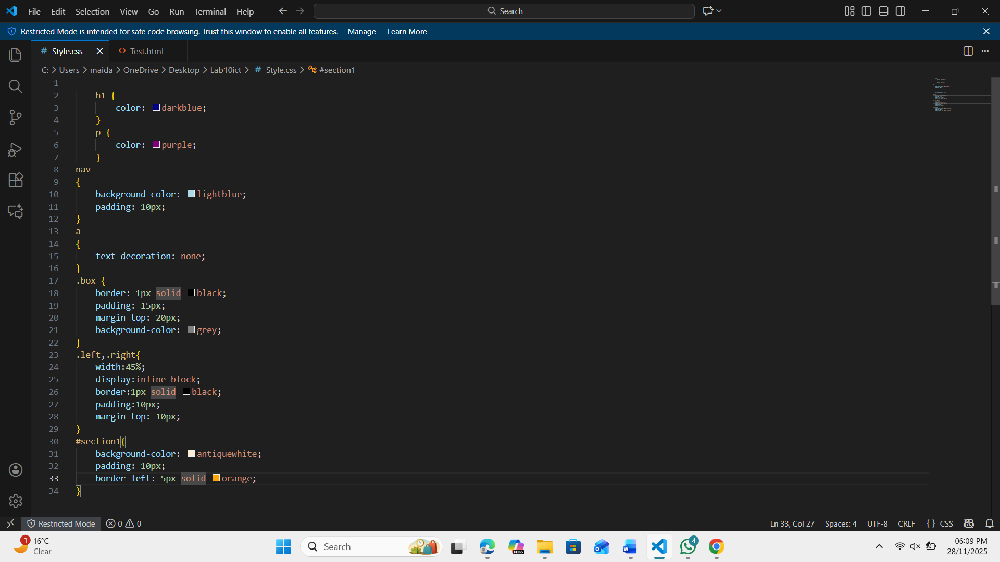 File Edit Selection View Go Run Terminal Help Search
Restricted Mode is intended for safe code browsing. Trust this window to enable all features. Manage Learn More
# Style.css Test.html
C: > Users > maida > OneDrive > Desktop > Lab10ict > # Style.css > #section1
1
2 h1 {
3 color: darkblue;
4 }
5 p {
6 color: purple;
7 }
8 nav
9 {
10 background-color: lightblue;
11 padding: 10px;
12 }
13 a
14 {
15 text-decoration: none;
16 }
17 .box {
18 border: 1px solid black;
19 padding: 15px;
20 margin-top: 20px;
21 background-color: grey;
22 }
23 .left,.right{
24 width:45%;
25 display:inline-block;
26 border:1px solid black;
27 padding:10px;
28 margin-top: 10px;
29 }
30 #section1{
31 background-color: antiquewhite;
32 padding: 10px;
33 border-left: 5px solid orange;
34 }
Restricted Mode 0 0 Ln 33, Col 27 Spaces: 4 UTF-8 CRLF {} CSS
1 16°C
Clear
Search
M365
4
06:09 PM
28/11/2025